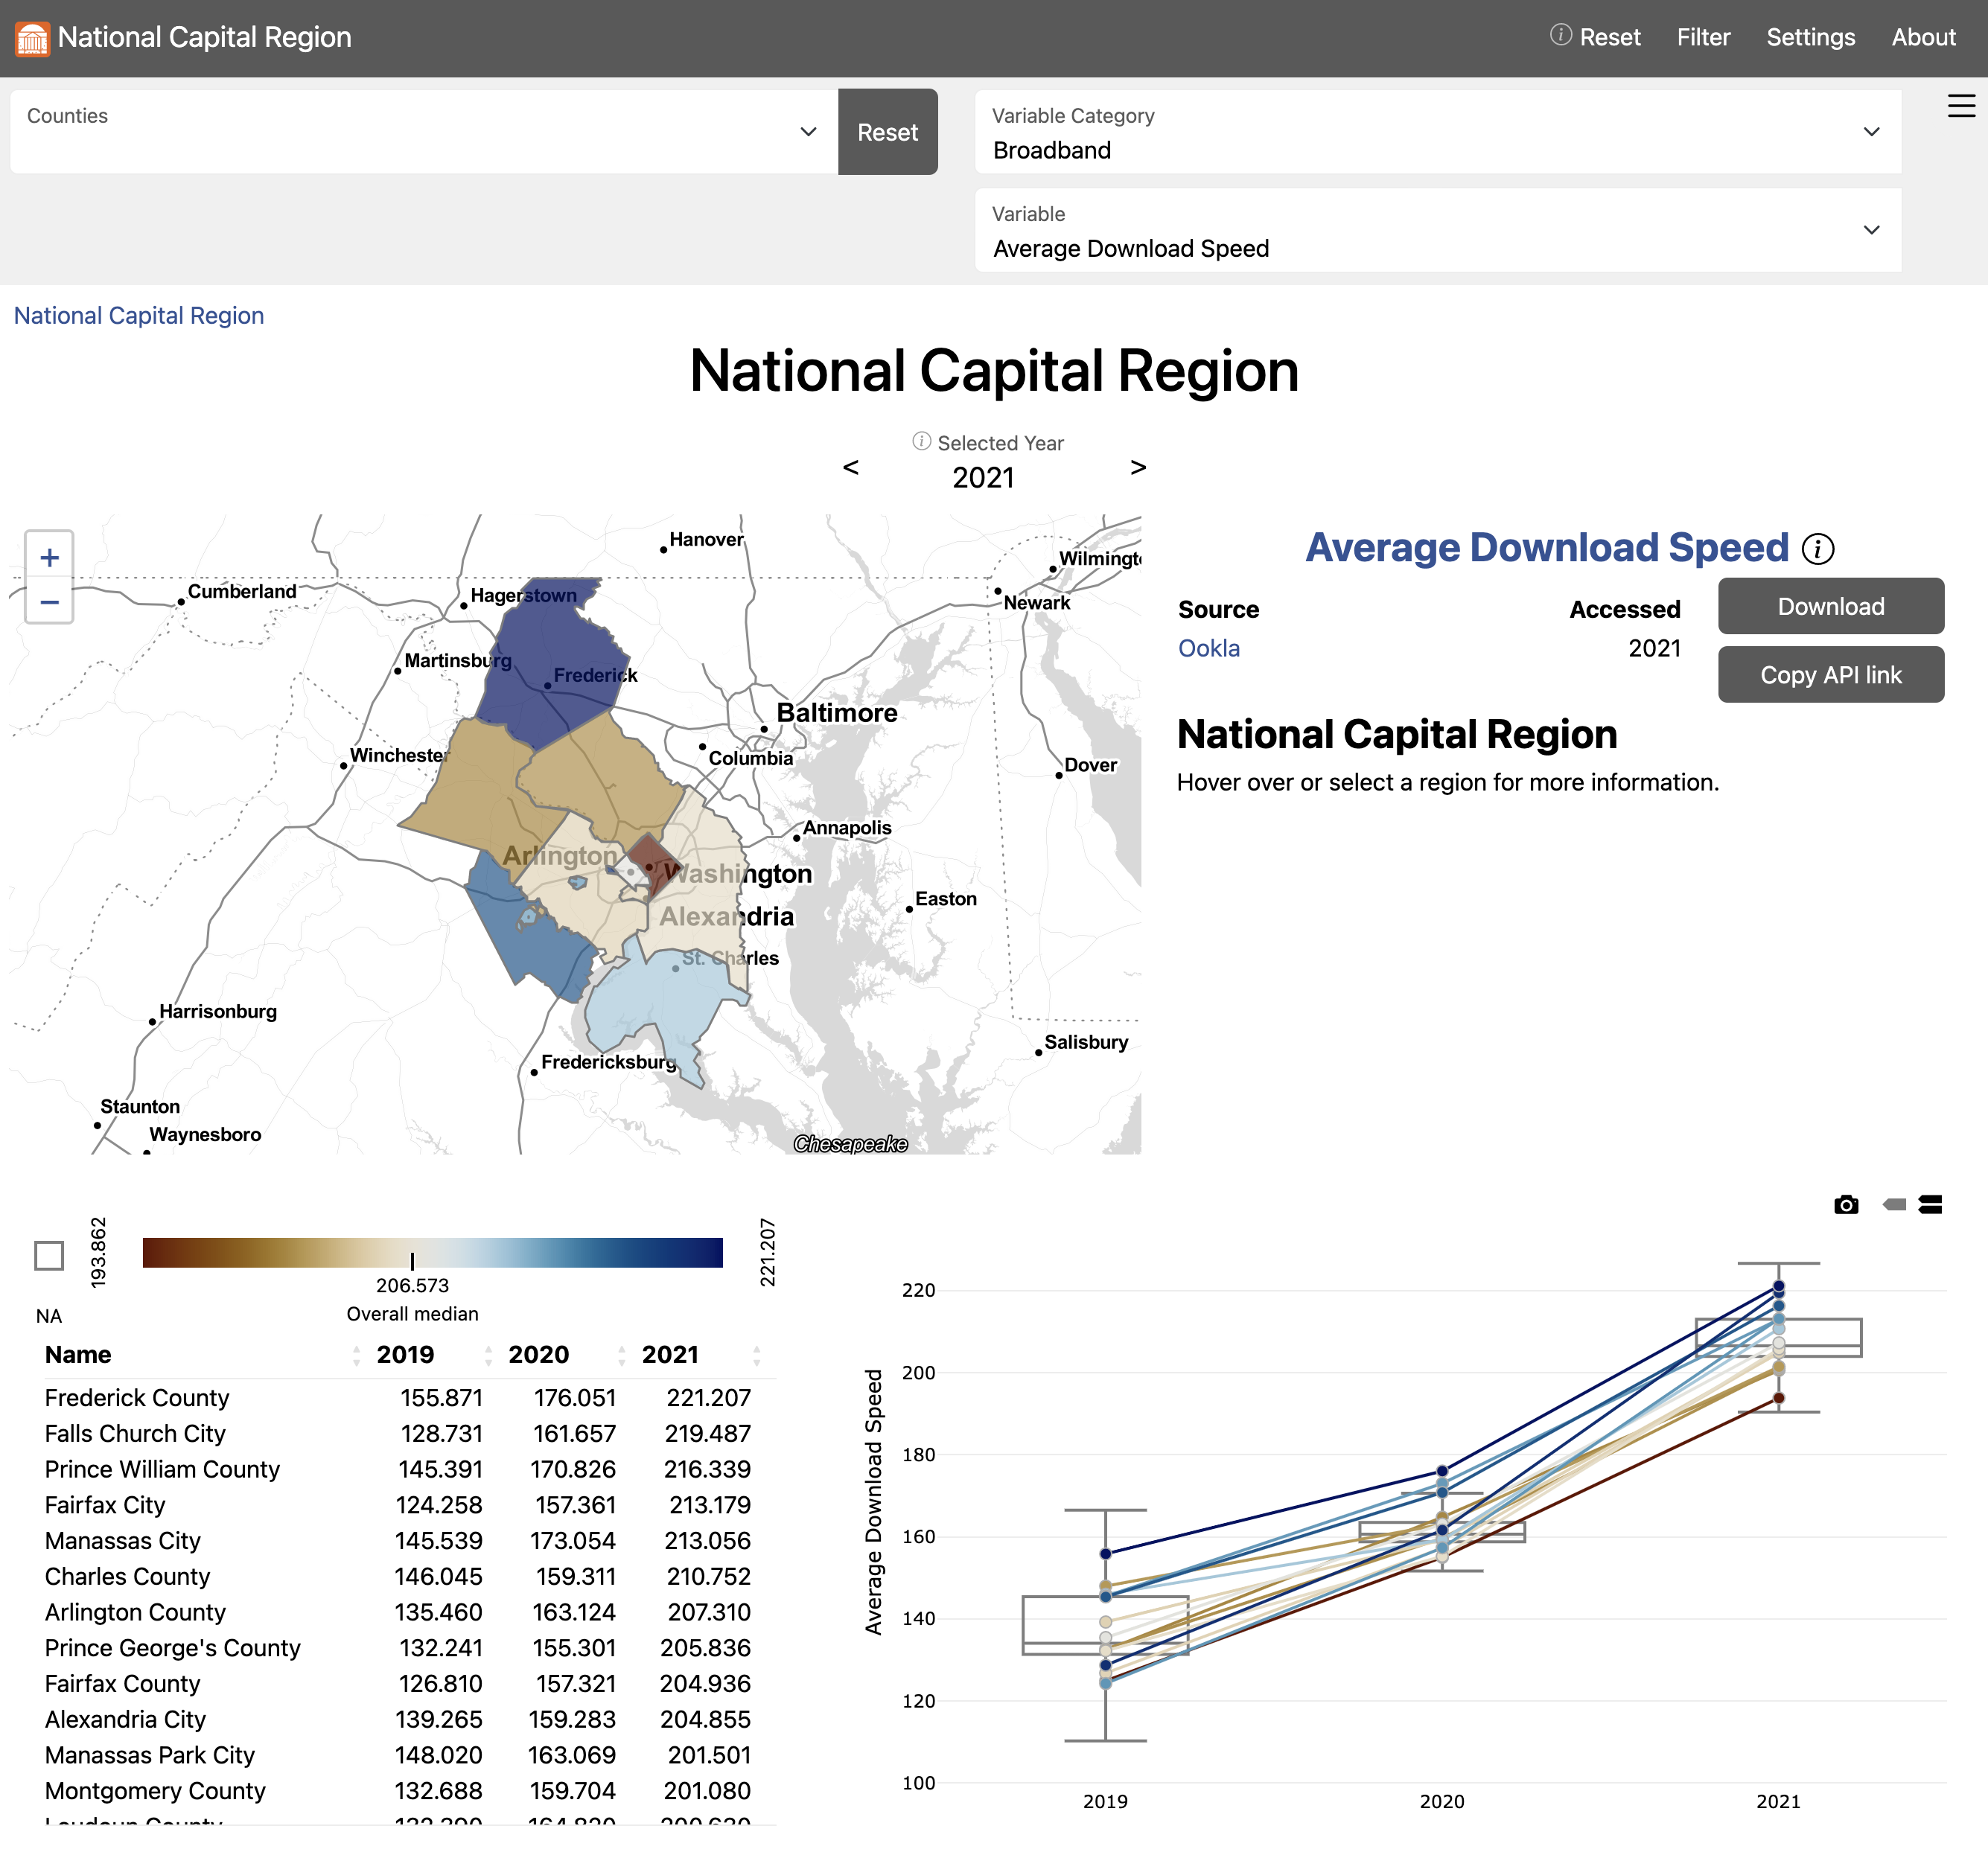 National Capital Region
Reset Filter Settings About
Counties
Reset
Variable Category
Broadband
Variable
Average Download Speed
National Capital Region
National Capital Region
Selected Year
< 2021 >
+
−
Hanover
Wilmingt
Cumberland
Hagerstown
Newark
Martinsburg
Frederick
Baltimore
Winchester
Columbia
Dover
Annapolis
Arlington
Washington
Easton
Alexandria
St. Charles
Harrisonburg
Salisbury
Fredericksburg
Staunton
Waynesboro
Chesapeake
Average Download Speed
Source Accessed
Ookla 2021
Download
Copy API link
National Capital Region
Hover over or select a region for more information.
NA
193.862
221.207
206.573
Overall median
Name 2019 2020 2021
Frederick County 155.871 176.051 221.207
Falls Church City 128.731 161.657 219.487
Prince William County 145.391 170.826 216.339
Fairfax City 124.258 157.361 213.179
Manassas City 145.539 173.054 213.056
Charles County 146.045 159.311 210.752
Arlington County 135.460 163.124 207.310
Prince George's County 132.241 155.301 205.836
Fairfax County 126.810 157.321 204.936
Alexandria City 139.265 159.283 204.855
Manassas Park City 148.020 163.069 201.501
Montgomery County 132.688 159.704 201.080
Loudoun County
Average Download Speed
220
200
180
160
140
120
100
2019 2020 2021